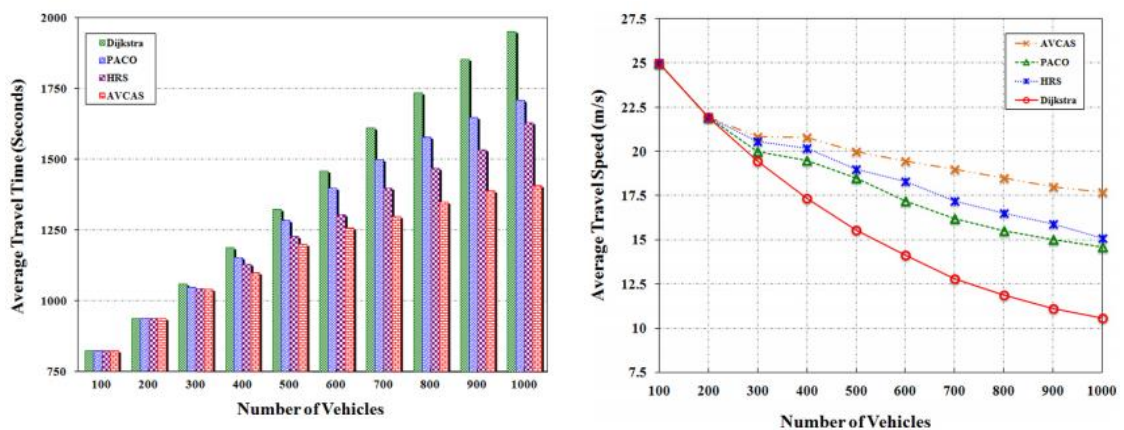 Average Travel Time (Seconds)
2000
1750
1500
1250
1000
750
Dijkstra
PACO
HRS
AVCAS
100 200 300 400 500 600 700 800 900 1000
Number of Vehicles
Average Travel Speed (m/s)
27.5
25
22.5
20
17.5
15
12.5
10
7.5
AVCAS
PACO
HRS
Dijkstra
100 200 300 400 500 600 700 800 900 1000
Number of Vehicles